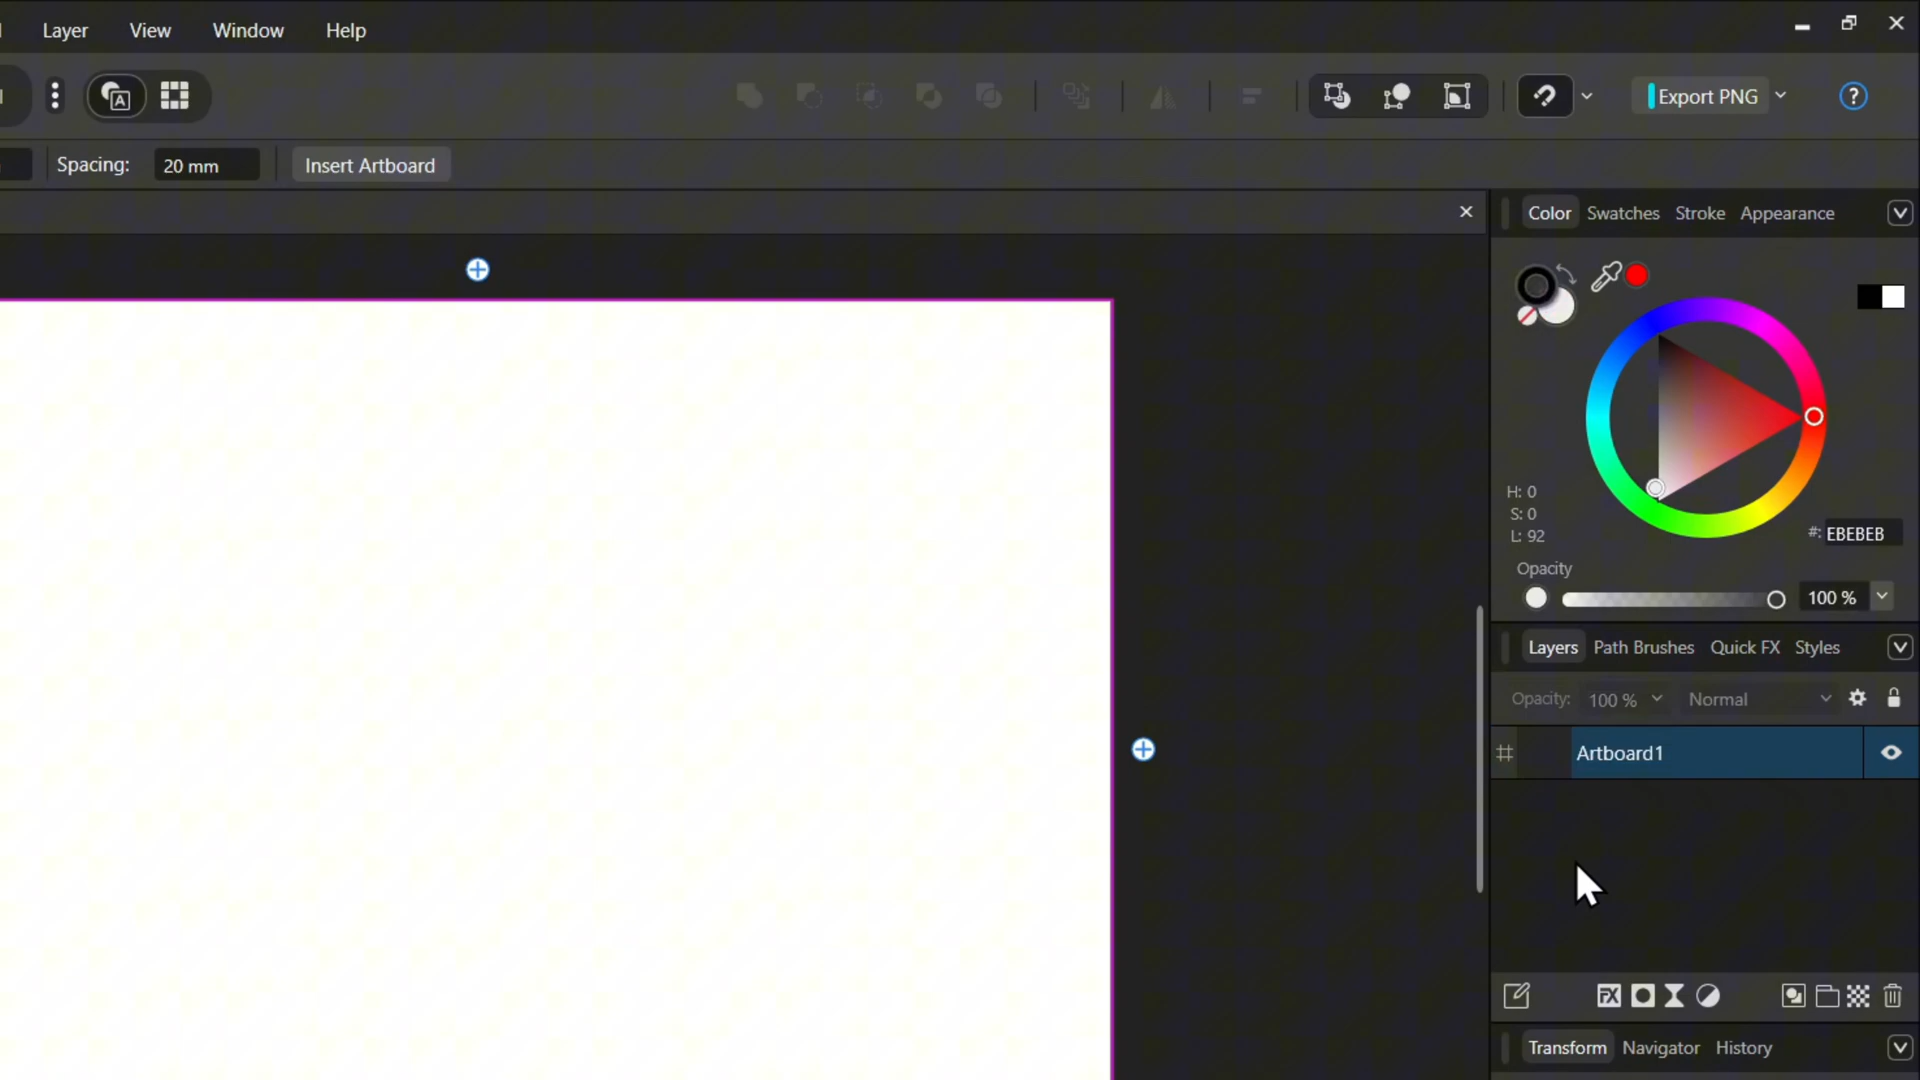 Layer View Window Help
Export PNG ?
Spacing: 20 mm Insert Artboard
Color Swatches Stroke Appearance
H: 0
S: 0
L: 92
#: EBEBEB
Opacity
100 %
Layers Path Brushes Quick FX Styles
Opacity: 100 % Normal
Artboard1
FX
Transform Navigator History